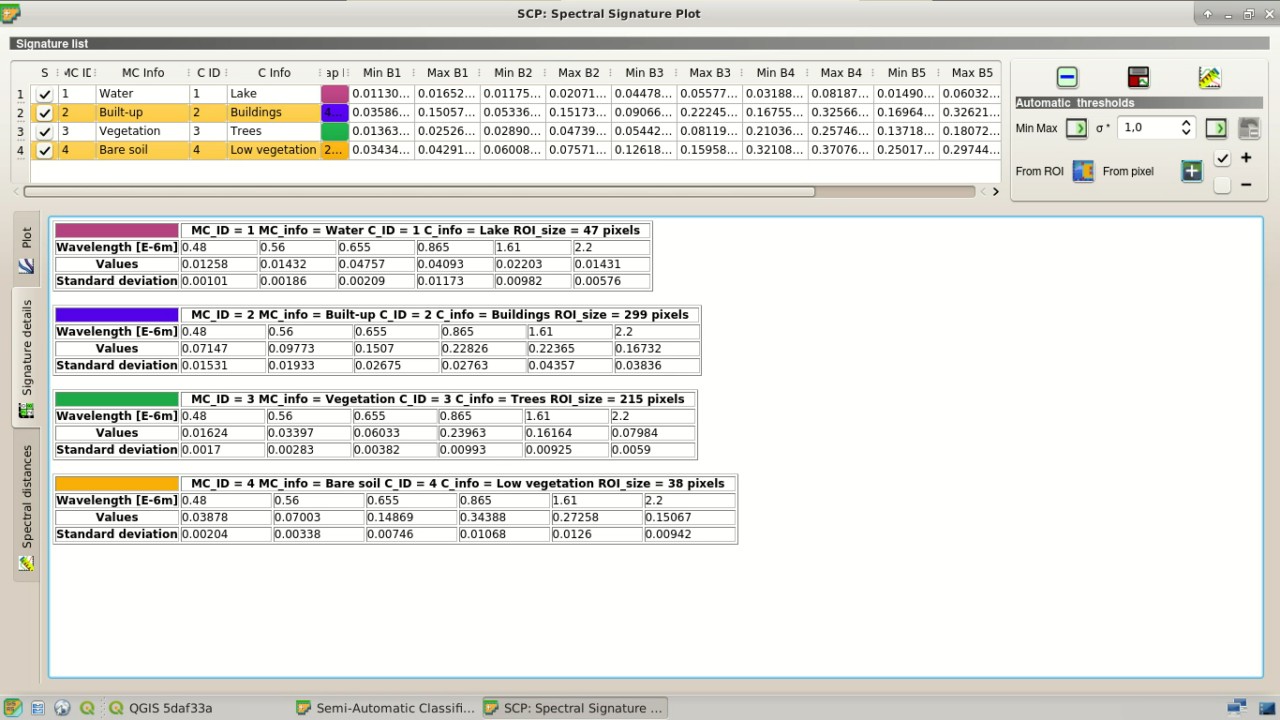 SCP: Spectral Signature Plot
Signature list
S MC ID MC Info C ID C Info Min B1 Max B1 Min B2 Max B2 Min B3 Max B3 Min B4 Max B4 Min B5 Max B5
1 1 Water 1 Lake 0.01130... 0.01175... 0.02071... 0.04478... 0.05577... 0.03188... 0.08187... 0.01490... 0.06032...
2 2 Built-up 2 Buildings 4... 0.03586... 0.15057... 0.05336... 0.15173... 0.09066... 0.22245... 0.16755... 0.32566... 0.16964... 0.32621...
3 3 Vegetation 3 Trees 0.01363... 0.02526... 0.02890... 0.04739... 0.05442... 0.08119... 0.21036... 0.25746... 0.13718... 0.18072...
4 4 Bare soil 4 Low vegetation 2... 0.03434... 0.04291... 0.06008... 0.07571... 0.12618... 0.15958... 0.32108... 0.37076... 0.25017... 0.29744...
Automatic thresholds
Min Max σ * 1,0
From ROI From pixel + −
Plot
Signature details
Spectral distances
MC_ID = 1 MC_info = Water C_ID = 1 C_info = Lake ROI_size = 47 pixels
Wavelength [E-6m] 0.48 0.56 0.655 0.865 1.61 2.2
Values 0.01258 0.01432 0.04757 0.04093 0.02203 0.01431
Standard deviation 0.00101 0.00186 0.00209 0.01173 0.00982 0.00576
MC_ID = 2 MC_info = Built-up C_ID = 2 C_info = Buildings ROI_size = 299 pixels
Wavelength [E-6m] 0.48 0.56 0.655 0.865 1.61 2.2
Values 0.07147 0.09773 0.1507 0.22826 0.22365 0.16732
Standard deviation 0.01531 0.01933 0.02675 0.02763 0.04357 0.03836
MC_ID = 3 MC_info = Vegetation C_ID = 3 C_info = Trees ROI_size = 215 pixels
Wavelength [E-6m] 0.48 0.56 0.655 0.865 1.61 2.2
Values 0.01624 0.03397 0.06033 0.23963 0.16164 0.07984
Standard deviation 0.0017 0.00283 0.00382 0.00993 0.00925 0.0059
MC_ID = 4 MC_info = Bare soil C_ID = 4 C_info = Low vegetation ROI_size = 38 pixels
Wavelength [E-6m] 0.48 0.56 0.655 0.865 1.61 2.2
Values 0.03878 0.07003 0.14869 0.34388 0.27258 0.15067
Standard deviation 0.00204 0.00338 0.00746 0.01068 0.0126 0.00942
QGIS 5daf33a Semi-Automatic Classifi... SCP: Spectral Signature ...